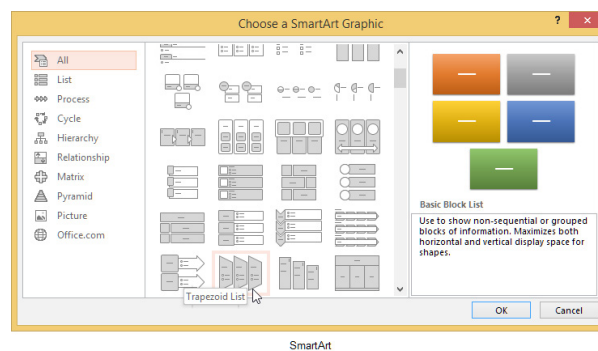 Choose a SmartArt Graphic
?
All
List
Process
Cycle
Hierarchy
Relationship
Matrix
Pyramid
Picture
Office.com
Trapezoid List
Basic Block List
Use to show non-sequential or grouped
blocks of information. Maximizes both
horizontal and vertical display space for
shapes.
OK
Cancel
SmartArt